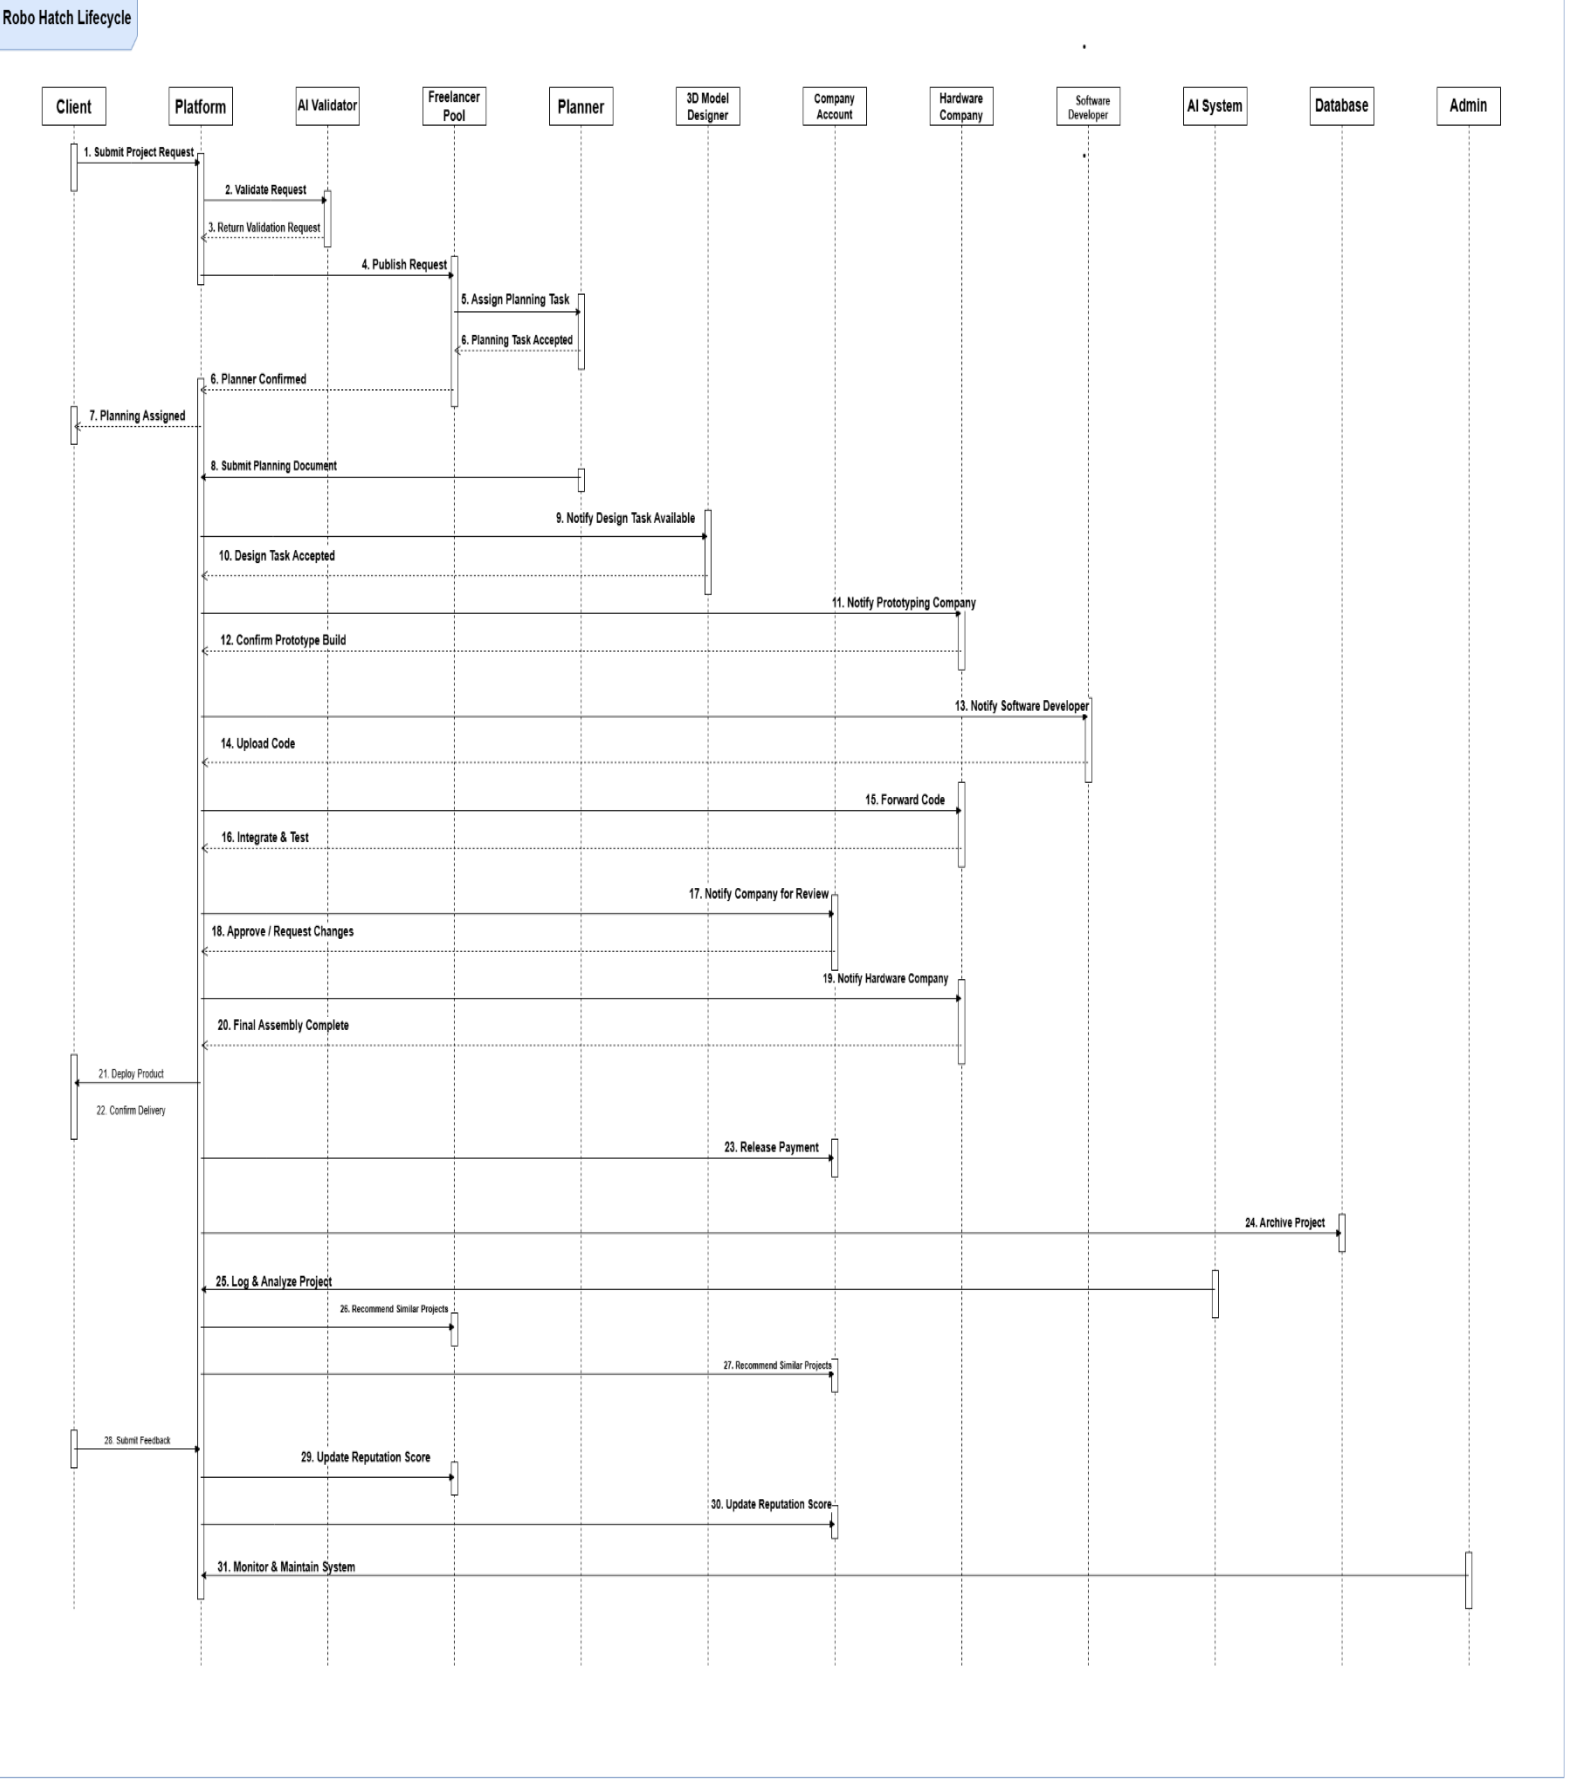 Robo Hatch Lifecycle
Client
Platform
AI Validator
Freelancer
Pool
Planner
3D Model
Designer
Company
Account
Hardware
Company
Software
Developer
AI System
Database
Admin
1. Submit Project Request
2. Validate Request
3. Return Validation Request
4. Publish Request
5. Assign Planning Task
6. Planning Task Accepted
6. Planner Confirmed
7. Planning Assigned
8. Submit Planning Document
9. Notify Design Task Available
10. Design Task Accepted
11. Notify Prototyping Company
12. Confirm Prototype Build
13. Notify Software Developer
14. Upload Code
15. Forward Code
16. Integrate & Test
17. Notify Company for Review
18. Approve / Request Changes
19. Notify Hardware Company
20. Final Assembly Complete
21. Deploy Product
22. Confirm Delivery
23. Release Payment
24. Archive Project
25. Log & Analyze Project
26. Recommend Similar Projects
27. Recommend Similar Projects
28. Submit Feedback
29. Update Reputation Score
30. Update Reputation Score
31. Monitor & Maintain System